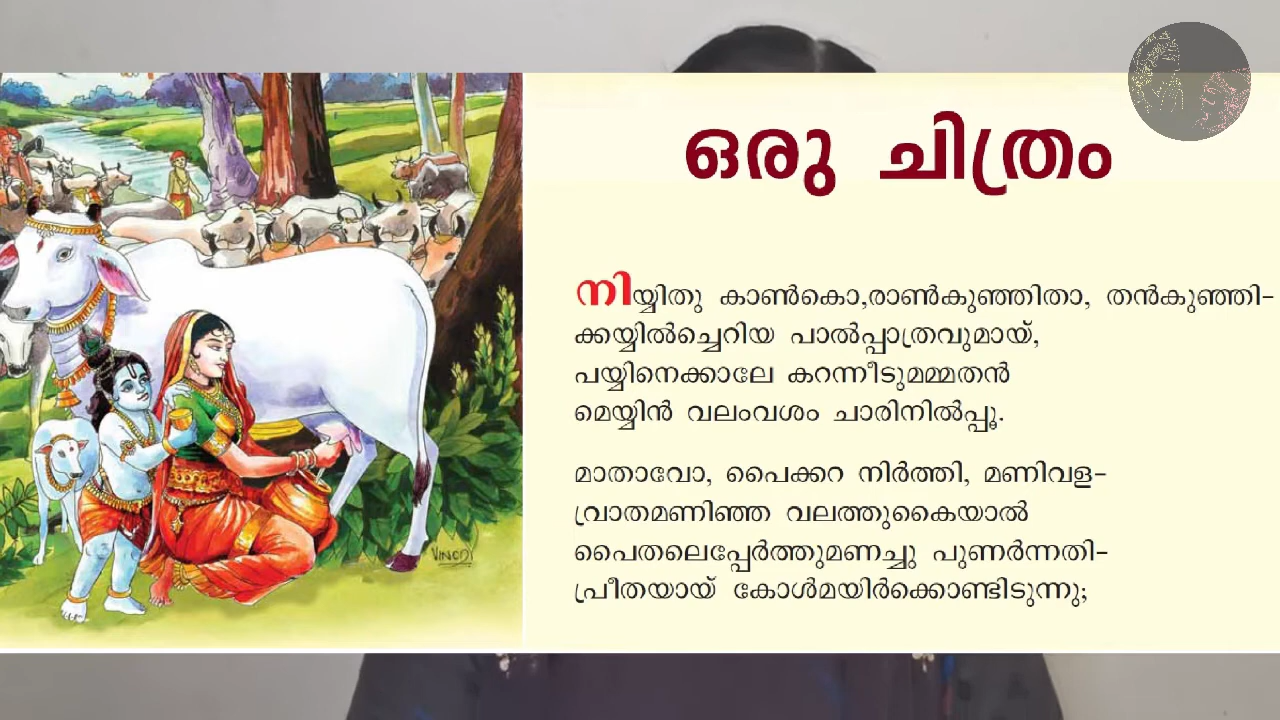 ഒരു ചിത്രം
നിയ്യിതു കാൺകൊ,രാൺകുഞ്ഞിതാ, തൻകുഞ്ഞി-
ക്കയ്യിൽച്ചെറിയ പാൽപ്പാത്രവുമായ്,
പയ്യിനെക്കാലേ കറന്നീടുമമ്മതൻ
മെയ്യിൻ വലംവശം ചാരിനിൽപ്പൂ.
മാതാവോ, പൈക്കറ നിർത്തി, മണിവള-
വ്രാതമണിഞ്ഞ വലത്തുകൈയാൽ
പൈതലെപ്പേർത്തുമണച്ചു പുണർന്നതി-
പ്രീതയായ് കോൾമയിർക്കൊണ്ടിടുന്നു;
VINOD